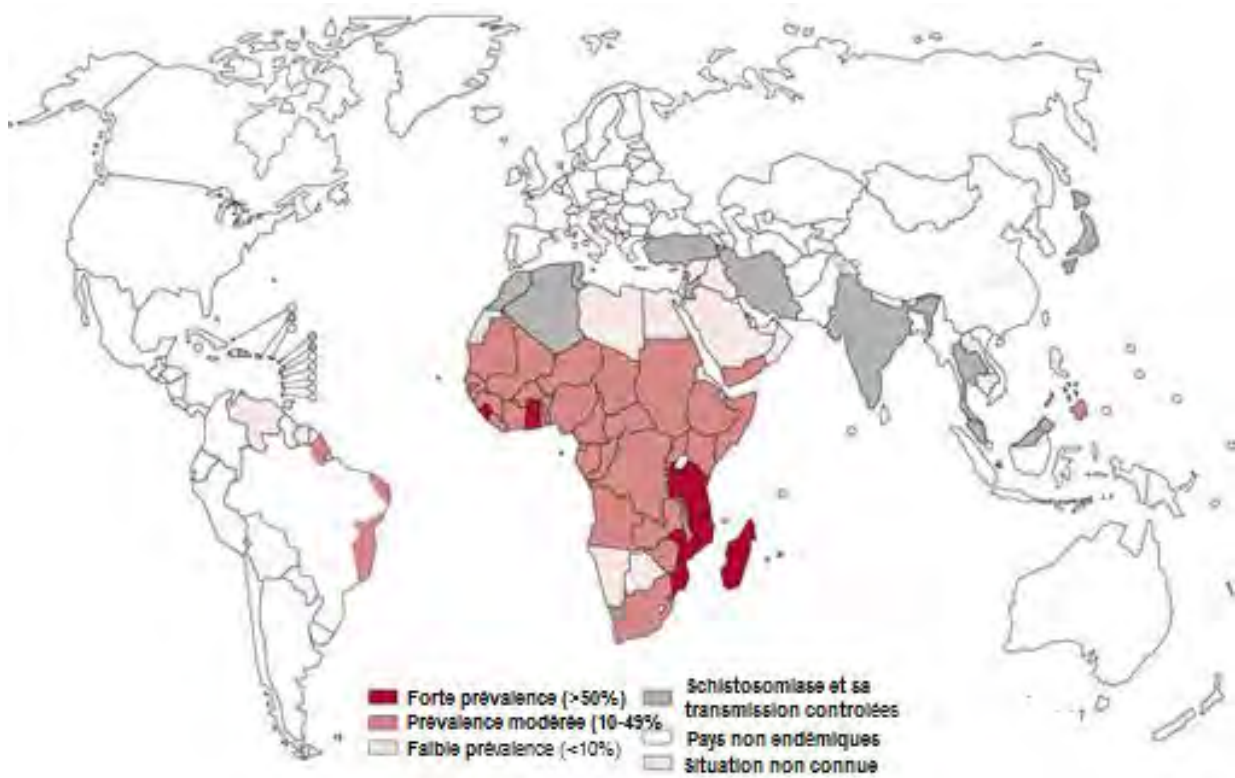 Forte prévalence (>50%)
Prévalence modérée (10-49%
Faible prévalence (<10%)
Schistosomiase et sa
transmission controlées
Pays non endémiques
Situation non connue